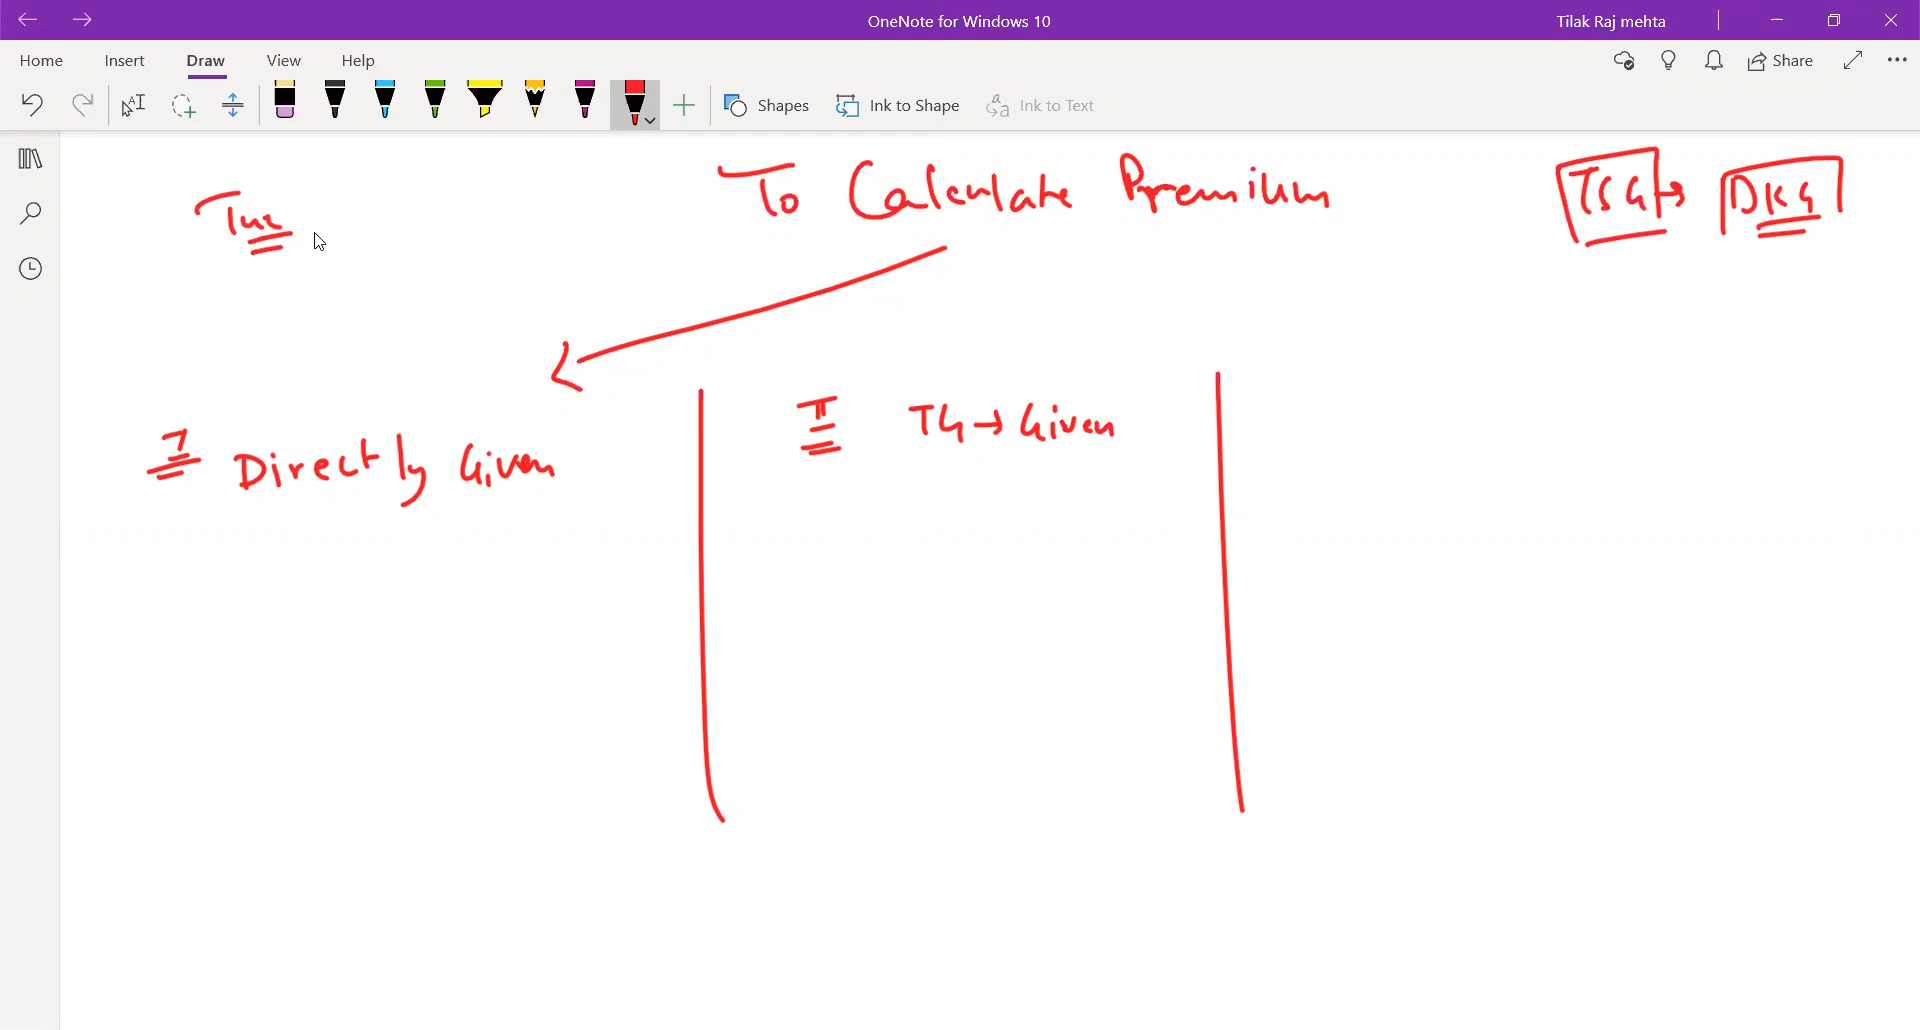 OneNote for Windows 10
Tilak Raj mehta
Home Insert Draw View Help
Share
Shapes Ink to Shape Ink to Text
Tue
To Calculate Premium
TSG → DKG
I Directly Given
II TG → Given